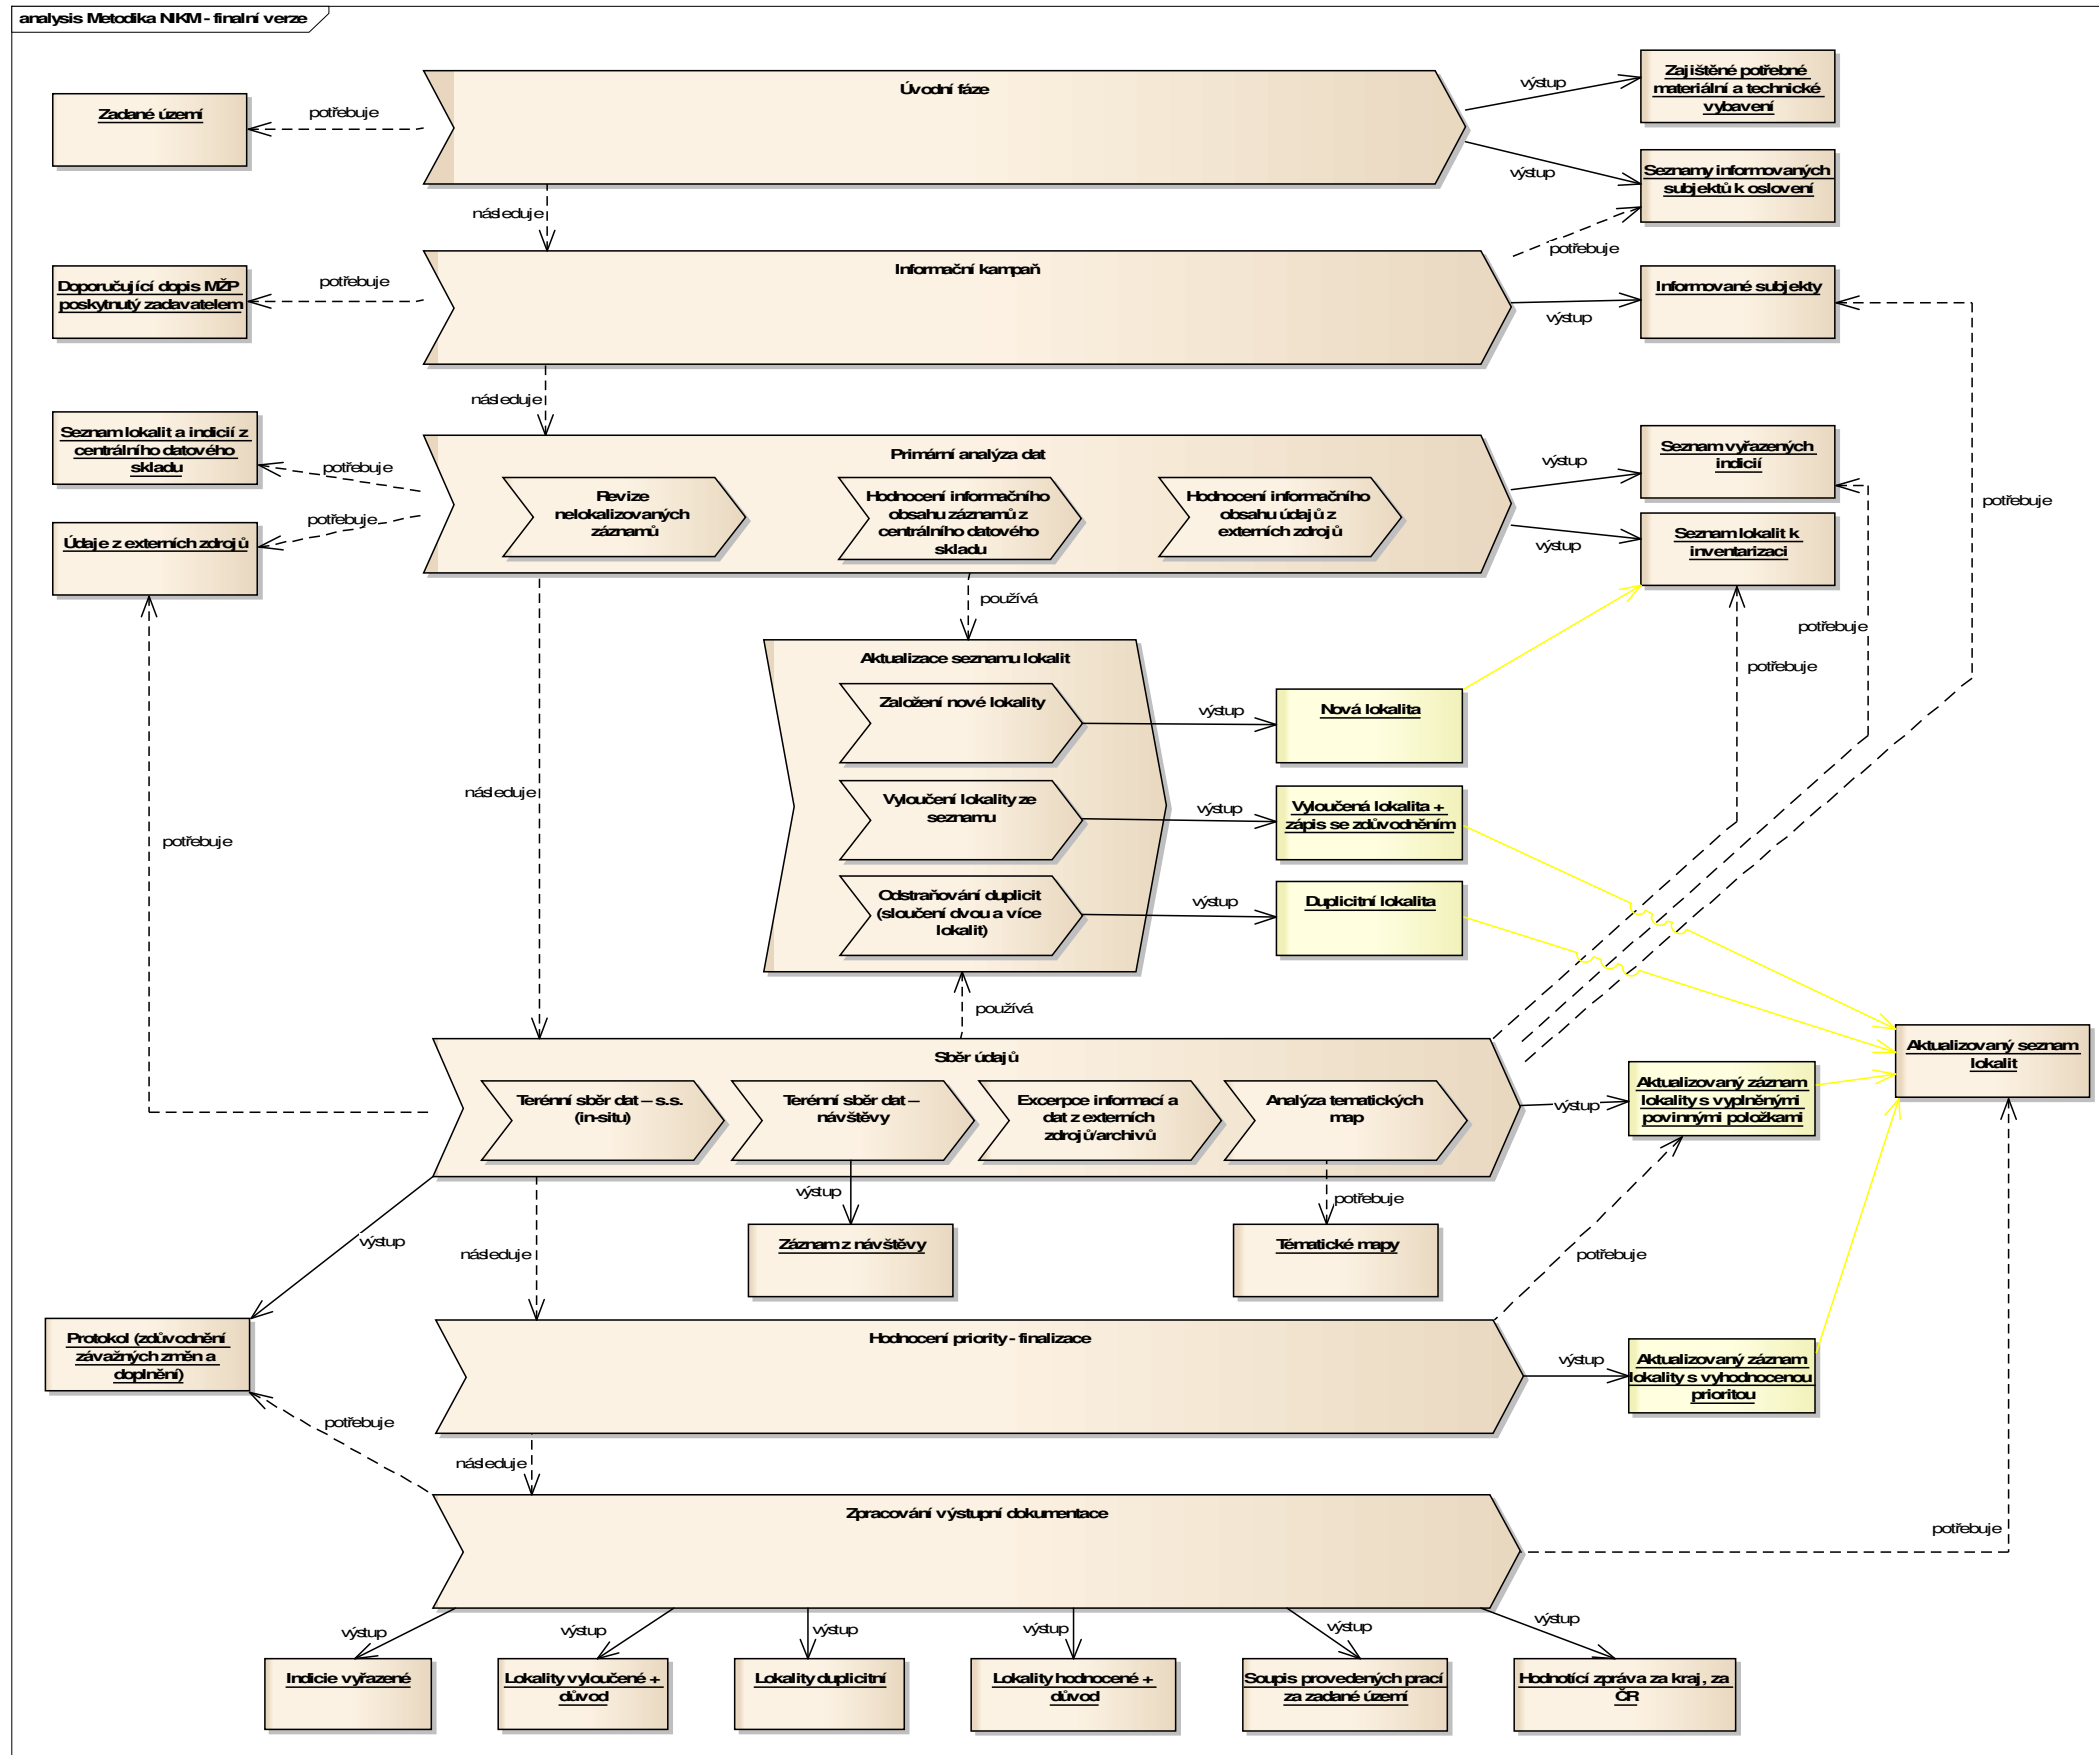 analysis Metodika NIKM - finalní verze
Úvodní fáze
výstup
Zajištěné potřebné
materiální a technické
vybavení
Zadané území
potřebuje
výstup
Seznamy informovaných
subjektů k oslovení
následuje
potřebuje
Informační kampaň
Doporučující dopis MŽP
poskytnutý zadavatelem
potřebuje
Informované subjekty
výstup
následuje
Seznam lokalit a indicií z
centrálního datového
skladu
potřebuje
Primární analýza dat
výstup
Seznam vyřazených
indicií
potřebuje
Revize
nelokalizovaných
záznamů
Hodnocení informačního
obsahu záznamů z
centrálního datového
skladu
Hodnocení informačního
obsahu údajů z
externích zdrojů
potřebuje
Údaje z externích zdrojů
výstup
Seznam lokalit k
inventarizaci
používá
potřebuje
potřebuje
Aktualizace seznamu lokalit
Založení nové lokality
výstup
Nová lokalita
následuje
Vyloučení lokality ze
seznamu
výstup
Vyloučená lokalita +
zápis se zdůvodněním
potřebuje
Odstraňování duplicit
(sloučení dvou a více
lokalit)
výstup
Duplicitní lokalita
používá
Sběr údajů
Aktualizovaný seznam
lokalit
Terénní sběr dat – s.s.
(in-situ)
Terénní sběr dat –
návštěvy
Excerpce informací a
dat z externích
zdrojů/archivů
Analýza tematických
map
výstup
Aktualizovaný záznam
lokality s vyplněnými
povinnými položkami
výstup
potřebuje
výstup
následuje
Záznam z návštěvy
Tématické mapy
potřebuje
Protokol (zdůvodnění
závažných změn a
doplnění)
Hodnocení priority - finalizace
výstup
Aktualizovaný záznam
lokality s vyhodnocenou
prioritou
potřebuje
následuje
Zpracování výstupní dokumentace
potřebuje
výstup
výstup
výstup
výstup
výstup
výstup
Indicie vyřazené
Lokality vyloučené +
důvod
Lokality duplicitní
Lokality hodnocené +
důvod
Soupis provedených prací
za zadané území
Hodnotící zpráva za kraj, za
ČR